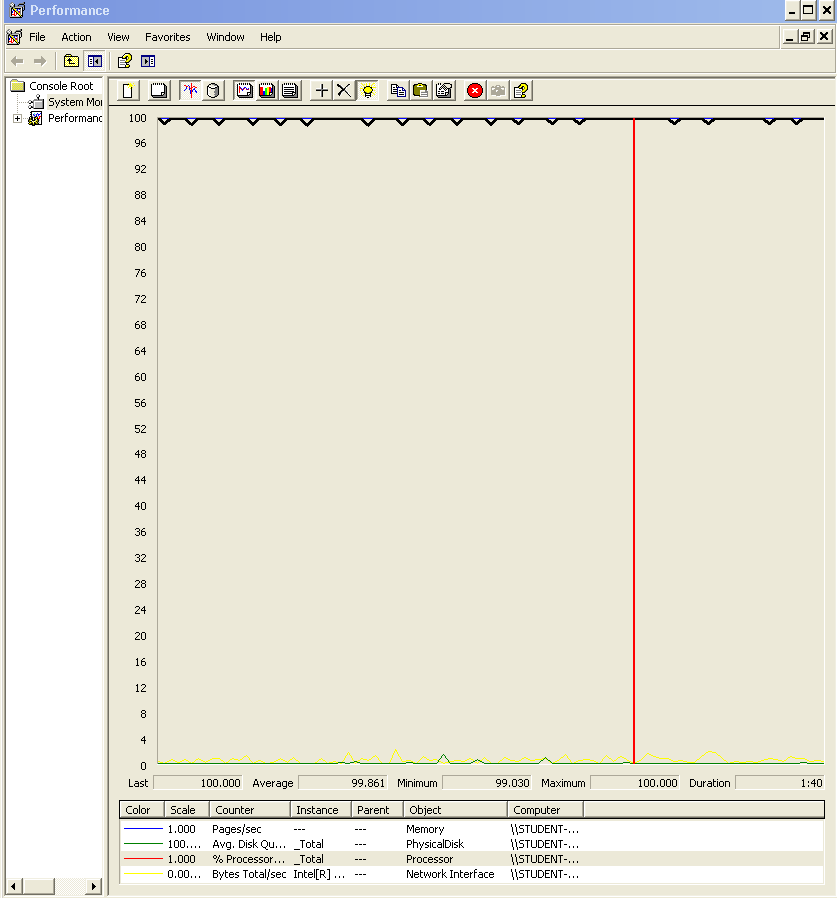 Performance
File Action View Favorites Window Help
Console Root
System Mo
Performanc
100
96
92
88
84
80
76
72
68
64
60
56
52
48
44
40
36
32
28
24
20
16
12
8
4
0
Last 100.000 Average 99.861 Minimum 99.030 Maximum 100.000 Duration 1:40
Color Scale Counter Instance Parent Object Computer
1.000 Pages/sec --- --- Memory \\STUDENT-...
100.... Avg. Disk Qu... _Total --- PhysicalDisk \\STUDENT-...
1.000 % Processor... _Total --- Processor \\STUDENT-...
0.00... Bytes Total/sec Intel[R] ... --- Network Interface \\STUDENT-...